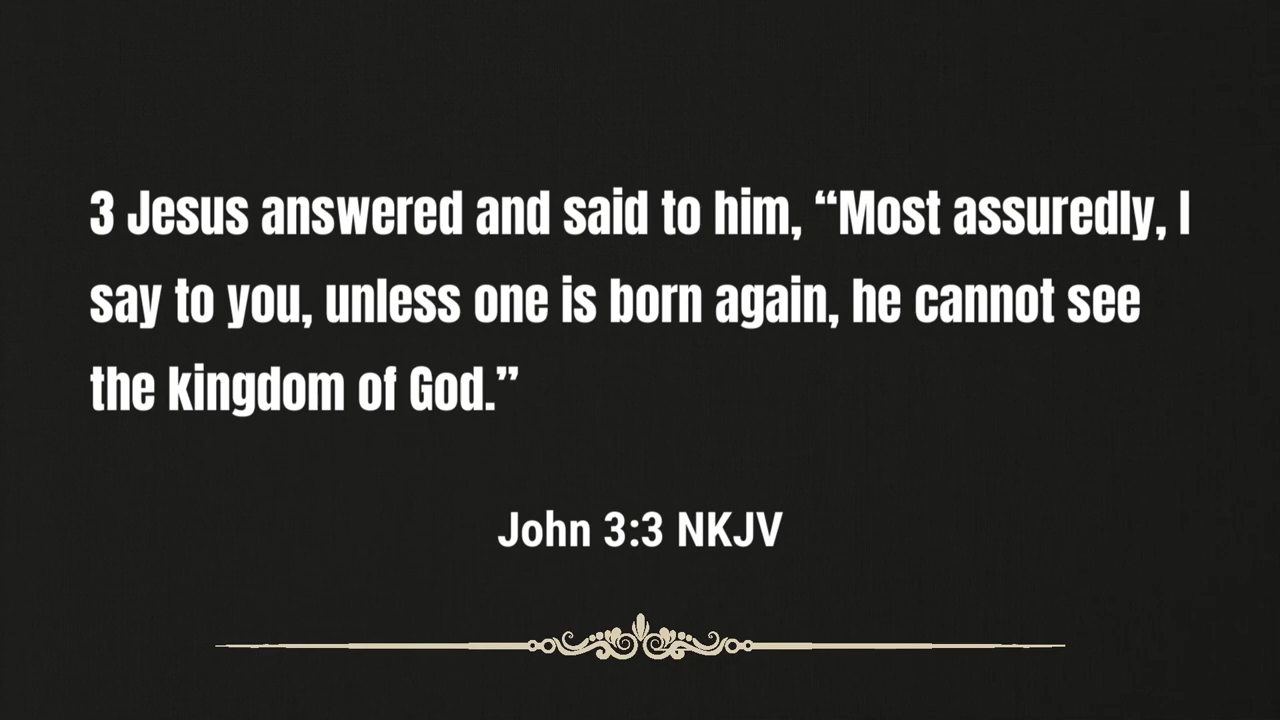 3 Jesus answered and said to him, “Most assuredly, I
say to you, unless one is born again, he cannot see
the kingdom of God.”
John 3:3 NKJV